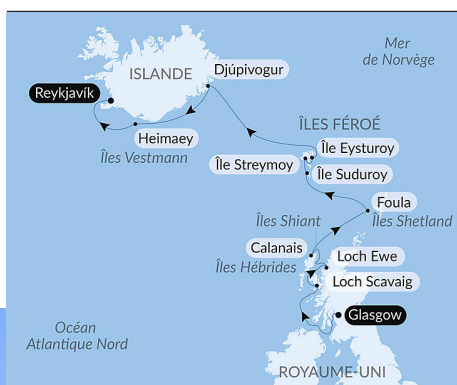 Mer
de Norvège
ISLANDE
Djúpivogur
Reykjavík
Heimaey
Îles Vestmann
ÎLES FÉROÉ
Île Eysturoy
Île Streymoy
Île Suduroy
Foula
Îles Shiant
Îles Shetland
Calanais
Loch Ewe
Îles Hébrides
Loch Scavaig
Glasgow
Océan
Atlantique Nord
ROYAUME-UNI